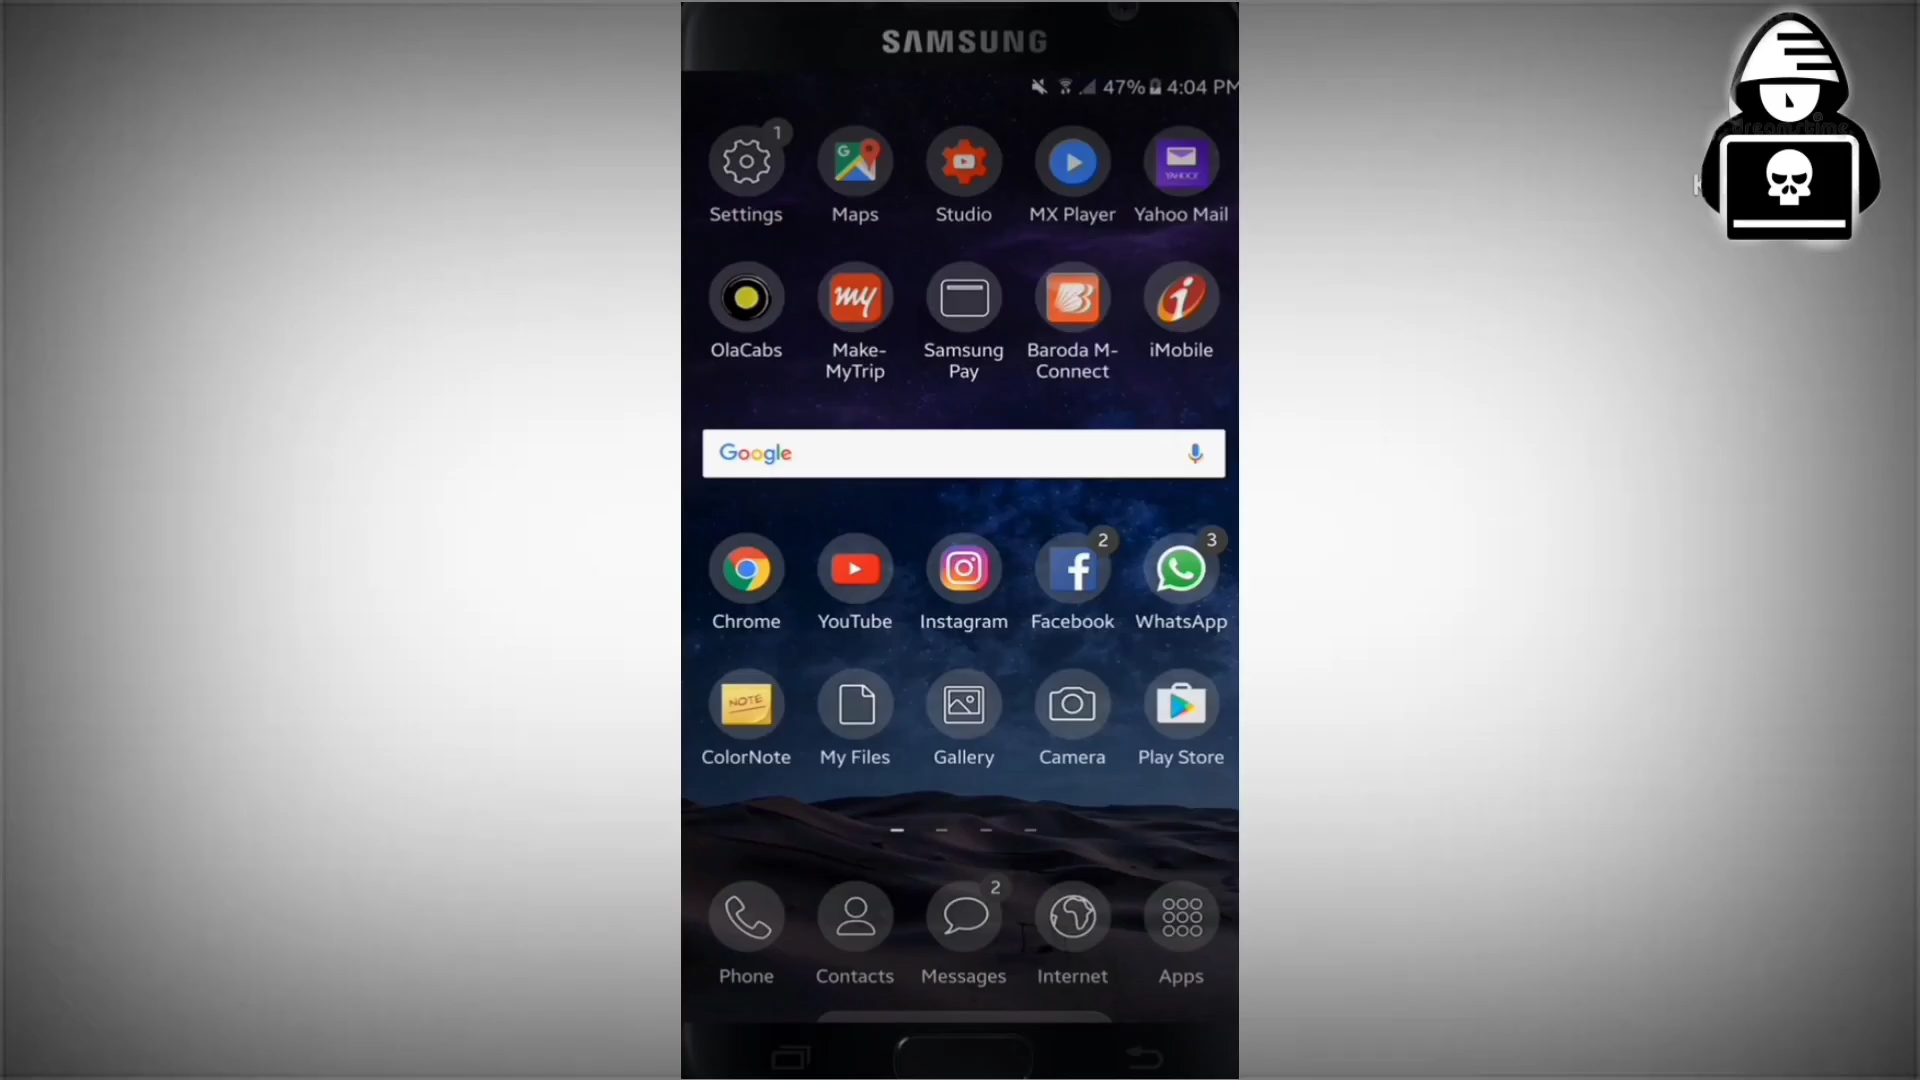 SAMSUNG
47% 4:04 PM
1
Settings Maps Studio MX Player Yahoo Mail
OlaCabs Make- Samsung Baroda M- iMobile
MyTrip Pay Connect
Google
2 3
Chrome YouTube Instagram Facebook WhatsApp
NOTE
ColorNote My Files Gallery Camera Play Store
2
Phone Contacts Messages Internet Apps